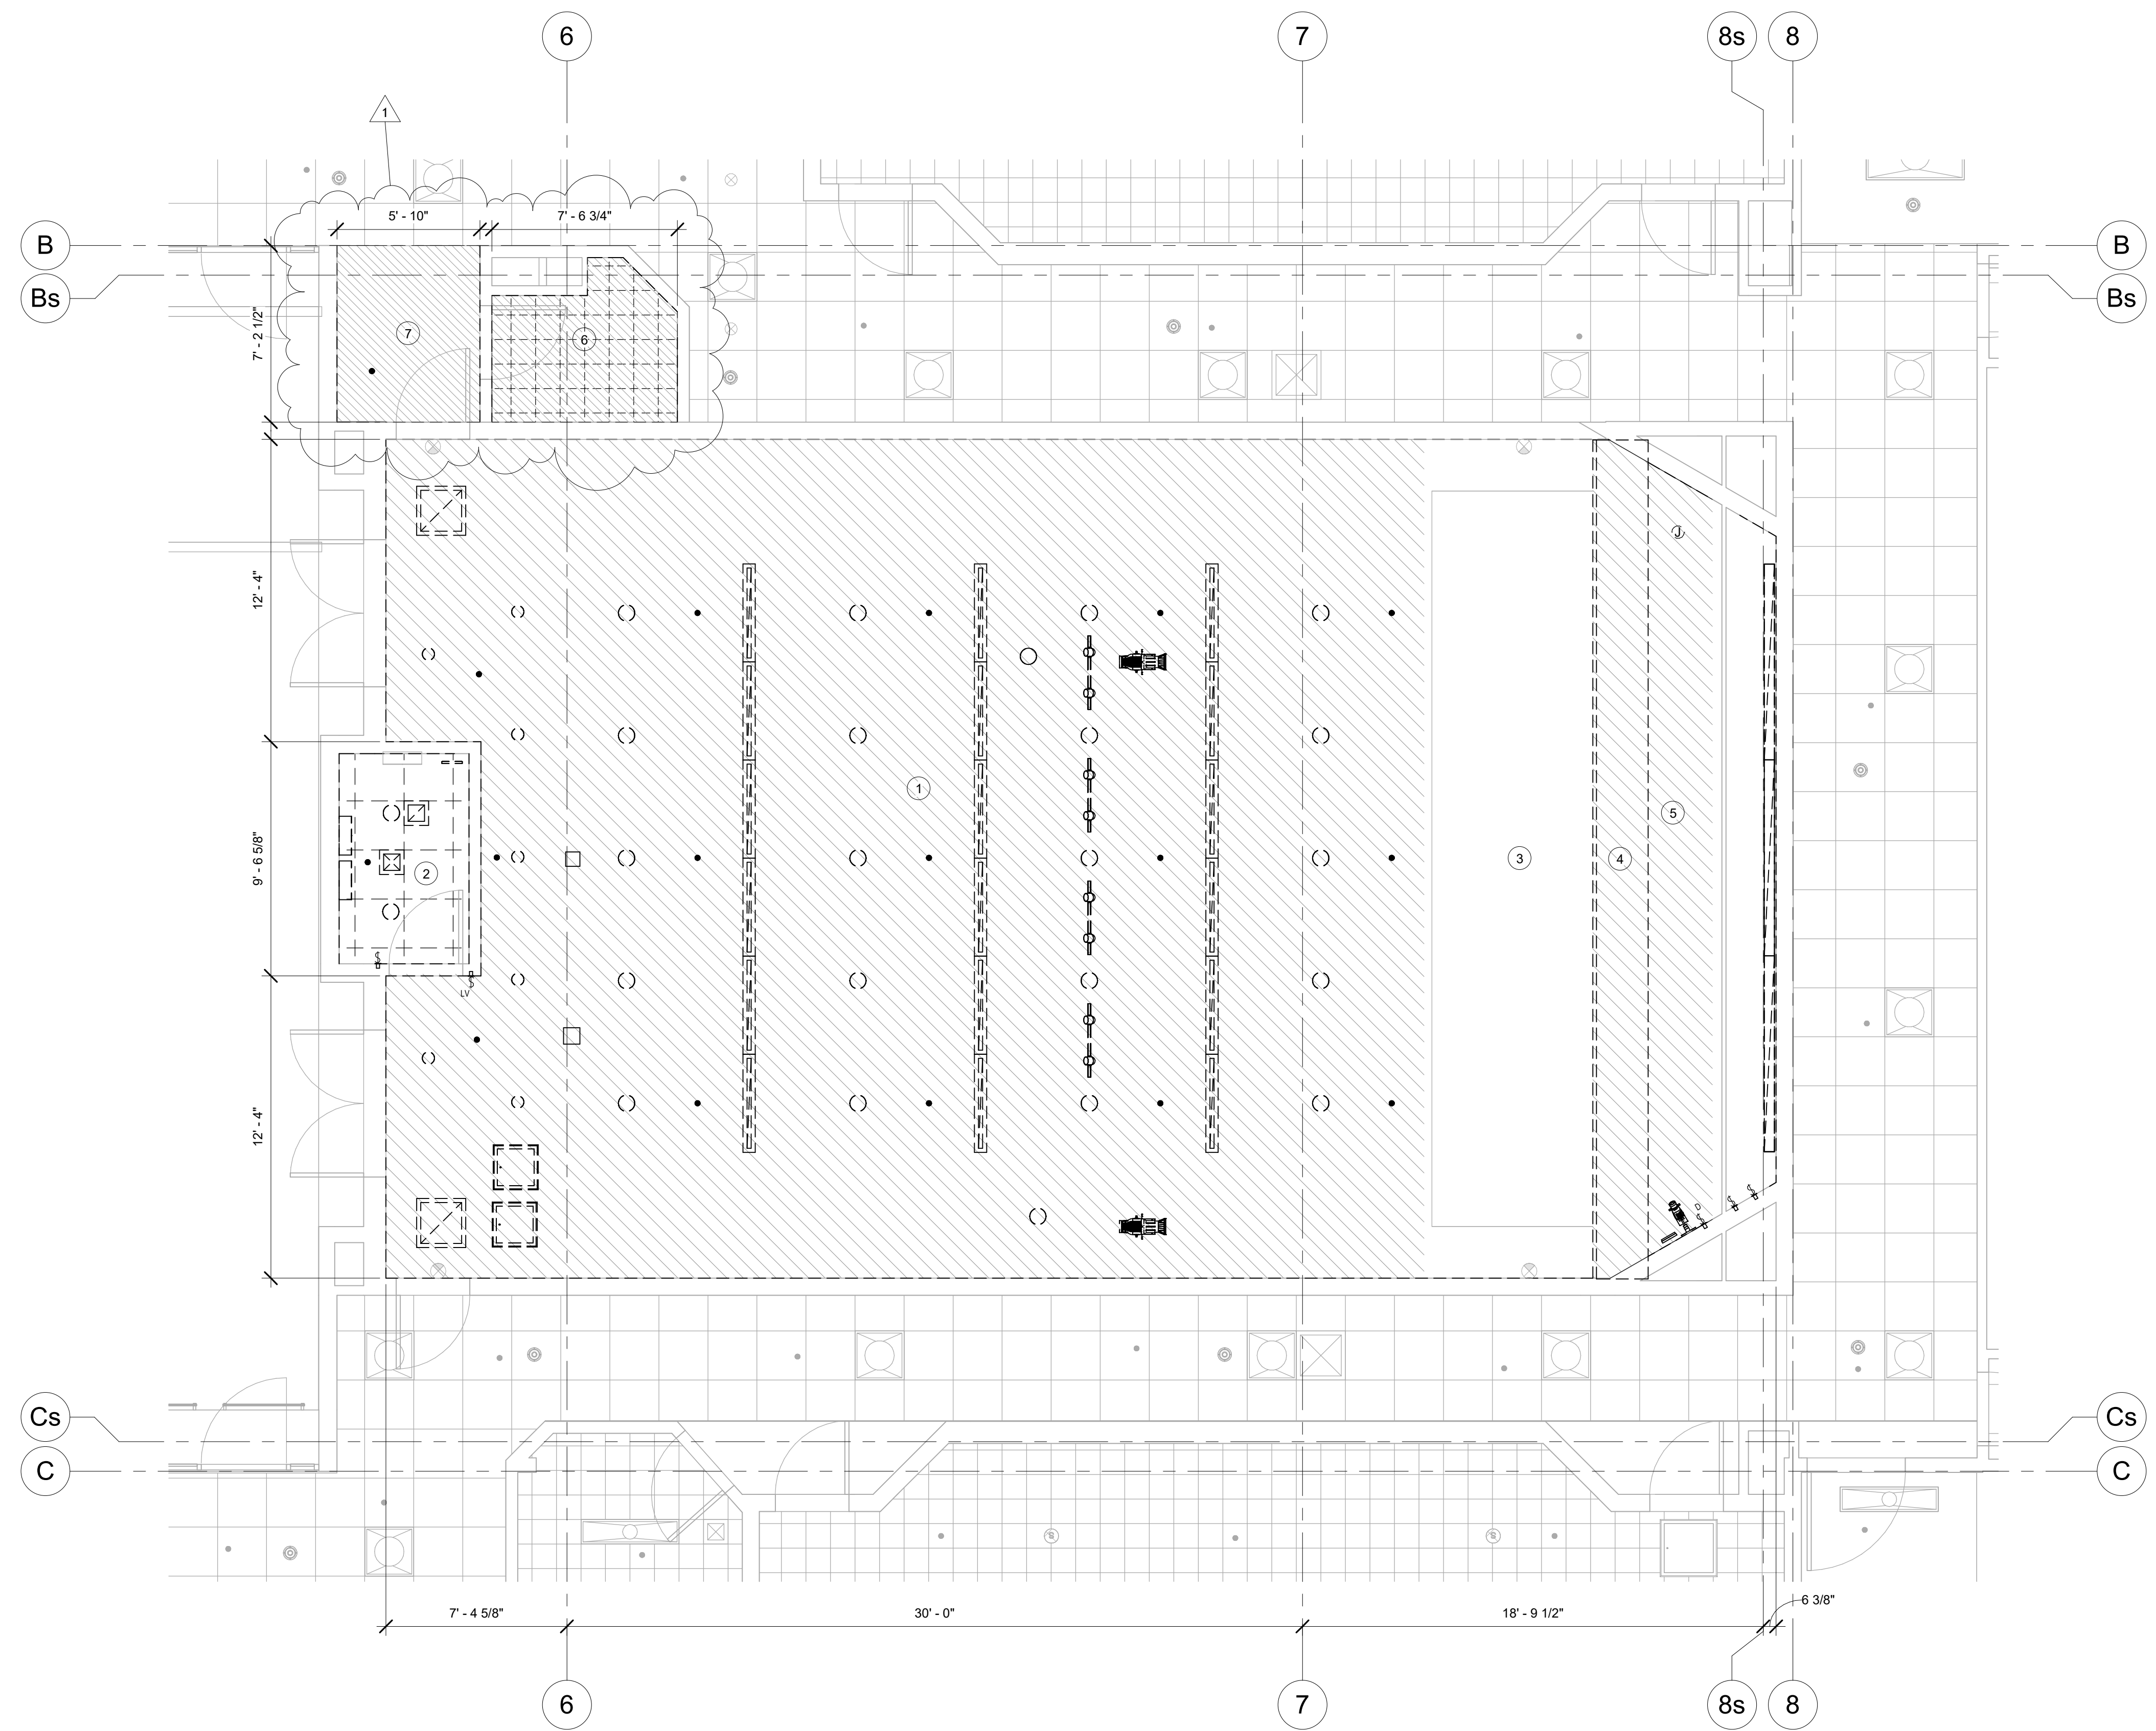 6
7
8s
8
1
5' - 10"
7' - 6 3/4"
B
B
Bs
Bs
7' - 2 1/2"
7
6
12' - 4"
J
1
5
3
4
2
9' - 6 5/8"
$
$
LV
12' - 4"
D
Cs
Cs
C
C
7' - 4 5/8"
30' - 0"
18' - 9 1/2"
6 3/8"
6
7
8s
8